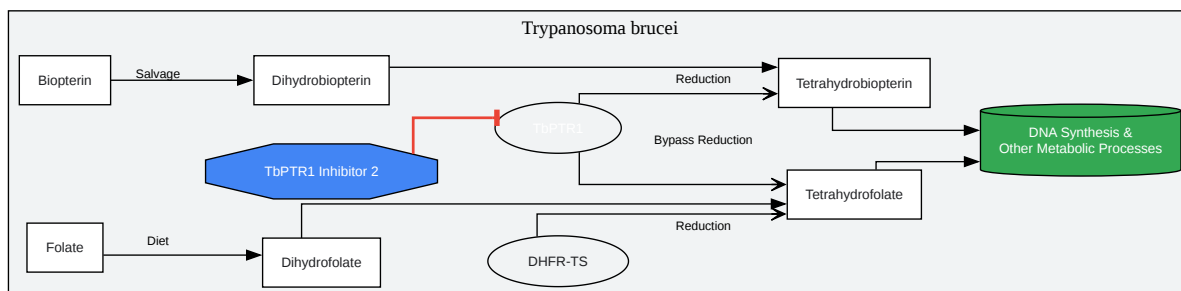 Trypanosoma brucei
Biopterin
Salvage
Dihydrobiopterin
Reduction
Tetrahydrobiopterin
TbPTR1
Bypass Reduction
DNA Synthesis &
Other Metabolic Processes
TbPTR1 Inhibitor 2
Tetrahydrofolate
Folate
Diet
Dihydrofolate
DHFR-TS
Reduction